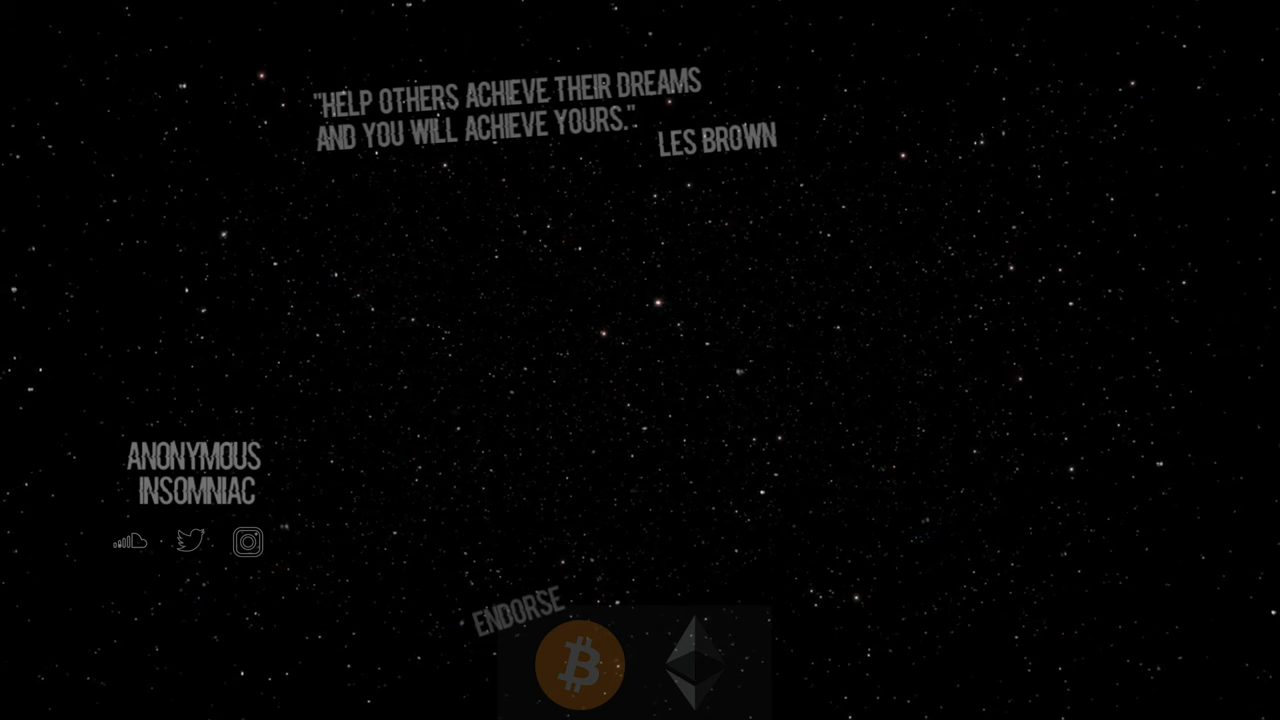 "HELP OTHERS ACHIEVE THEIR DREAMS
AND YOU WILL ACHIEVE YOURS."
LES BROWN
ANONYMOUS
INSOMNIAC
ENDORSE